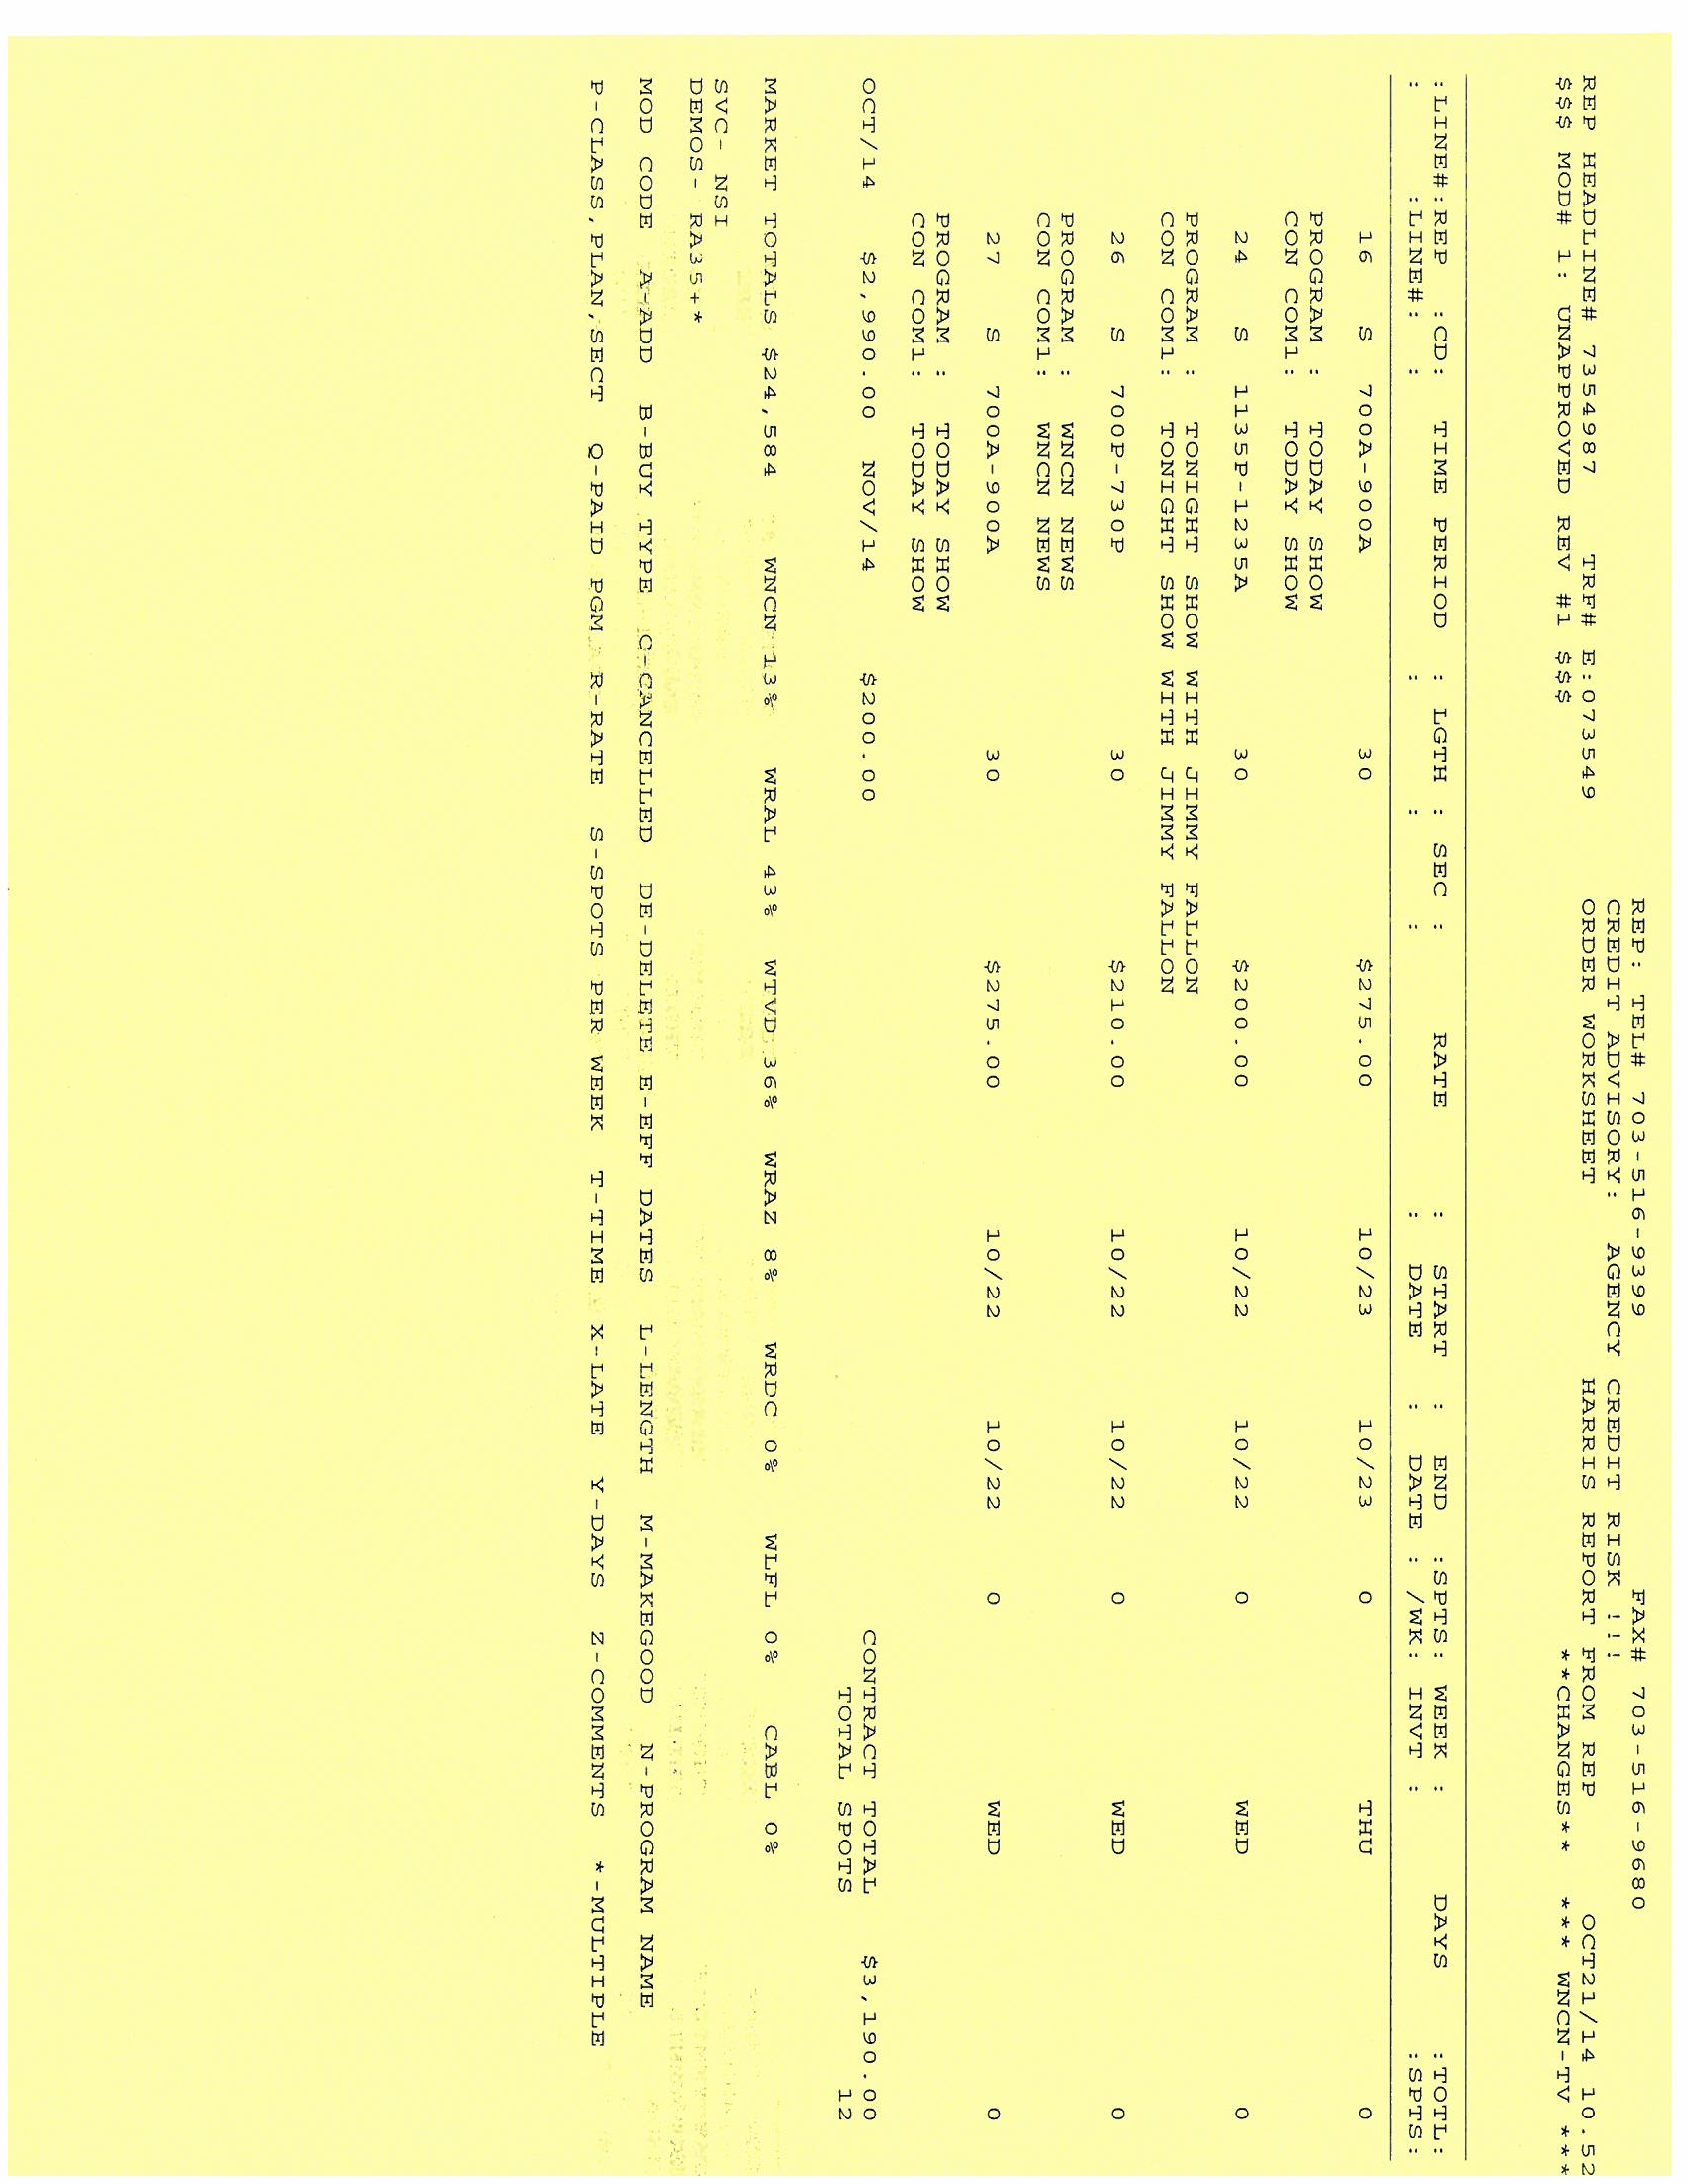 REP: TEL# 703-516-9399 FAX# 703-516-9680
CREDIT ADVISORY: AGENCY CREDIT RISK !!!
REP HEADLINE# 7354987 TRF# E:073549 ORDER WORKSHEET HARRIS REPORT FROM REP OCT21/14 10.52
$$$ MOD# 1: UNAPPROVED REV #1 $$$ **CHANGES** *** WNCN-TV ***
:LINE#:REP :CD: TIME PERIOD : LGTH : SEC : RATE : START : END :SPTS: WEEK : DAYS :TOTL:
: :LINE#: : : : : : DATE : DATE : /WK: INVT : :SPTS:
16 S 700A-900A 30 $275.00 10/23 10/23 0 THU 0
PROGRAM : TODAY SHOW
CON COM1: TODAY SHOW
24 S 1135P-1235A 30 $200.00 10/22 10/22 0 WED 0
PROGRAM : TONIGHT SHOW WITH JIMMY FALLON
CON COM1: TONIGHT SHOW WITH JIMMY FALLON
26 S 700P-730P 30 $210.00 10/22 10/22 0 WED 0
PROGRAM : WNCN NEWS
CON COM1: WNCN NEWS
27 S 700A-900A 30 $275.00 10/22 10/22 0 WED 0
PROGRAM : TODAY SHOW
CON COM1: TODAY SHOW
OCT/14 $2,990.00 NOV/14 $200.00 CONTRACT TOTAL $3,190.00
TOTAL SPOTS 12
MARKET TOTALS $24,584 WNCN 13% WRAL 43% WTVD 36% WRAZ 8% WRDC 0% WLFL 0% CABL 0%
SVC- NSI
DEMOS- RA35+*
MOD CODE A-ADD B-BUY TYPE C-CANCELLED DE-DELETE E-EFF DATES L-LENGTH M-MAKEGOOD N-PROGRAM NAME
P-CLASS,PLAN,SECT Q-PAID PGM R-RATE S-SPOTS PER WEEK T-TIME X-LATE Y-DAYS Z-COMMENTS *-MULTIPLE